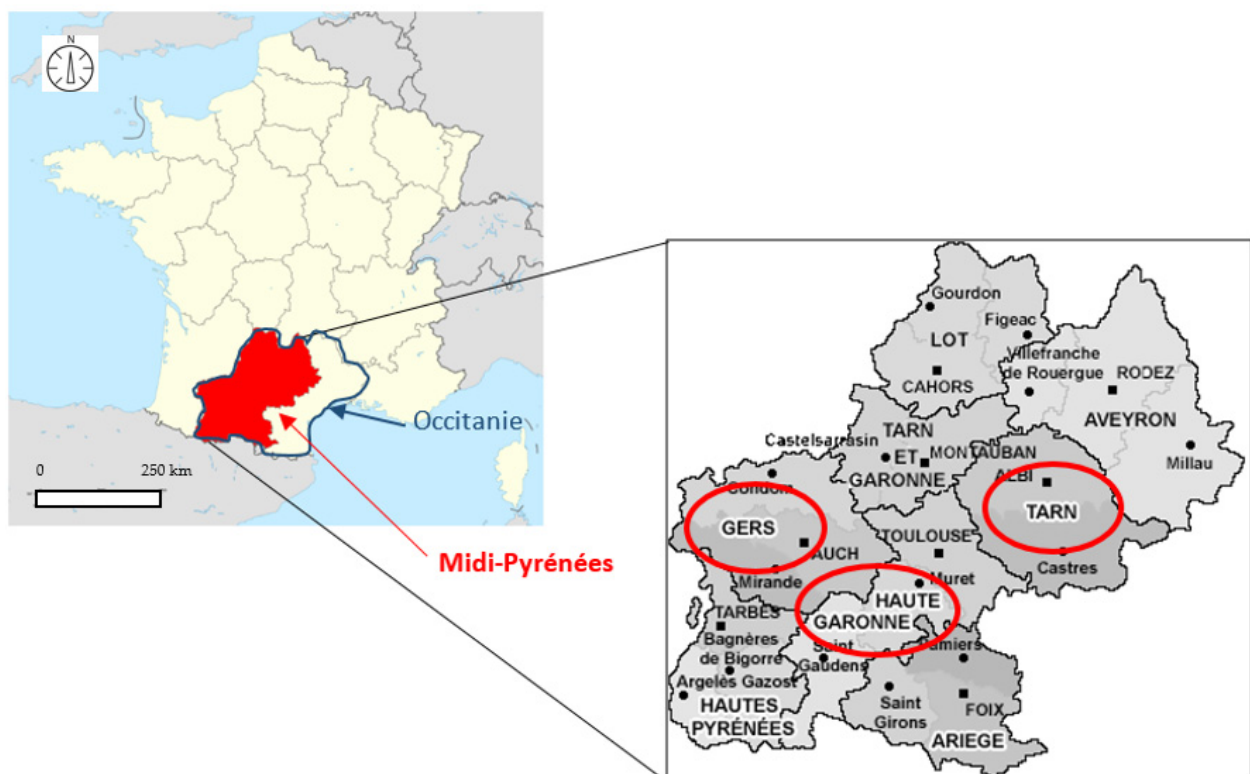 N
0
250 km
Occitanie
Midi-Pyrénées
Gourdon
Figeac
LOT
Villefranche
de Rouergue
RODEZ
CAHORS
AVEYRON
TARN
Castelsarrasin
ET
MONTAUBAN
GARONNE
Millau
ALBI
Condom
TARN
GERS
TOULOUSE
AUCH
Castres
Mirande
Muret
HAUTE
GARONNE
TARBES
Bagnères
de Bigorre
Saint
Gaudens
Pamiers
Argelès Gazost
Saint
Girons
FOIX
HAUTES
PYRÉNÉES
ARIEGE